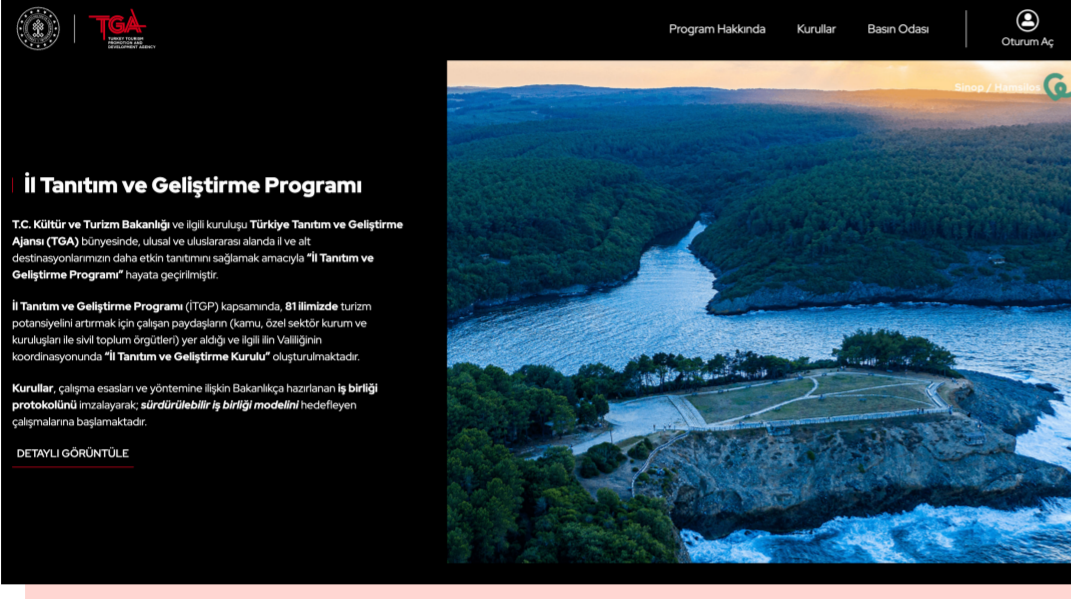 TGA
TURKEY TOURISM
PROMOTION AND
DEVELOPMENT AGENCY
Program Hakkında
Kurullar
Basın Odası
Oturum Aç
Sinop / Hamsilos
İl Tanıtım ve Geliştirme Programı
T.C. Kültür ve Turizm Bakanlığı ve ilgili kuruluşu Türkiye Tanıtım ve Geliştirme
Ajansı (TGA) bünyesinde, ulusal ve uluslararası alanda il ve alt
destinasyonlarımızın daha etkin tanıtımını sağlamak amacıyla “İl Tanıtım ve
Geliştirme Programı” hayata geçirilmiştir.
İl Tanıtım ve Geliştirme Programı (İTGP) kapsamında, 81 ilimizde turizm
potansiyelini artırmak için çalışan paydaşların (kamu, özel sektör kurum ve
kuruluşları ile sivil toplum örgütleri) yer aldığı ve ilgili ilin Valiliğinin
koordinasyonunda “İl Tanıtım ve Geliştirme Kurulu” oluşturulmaktadır.
Kurullar, çalışma esasları ve yöntemine ilişkin Bakanlıkça hazırlanan iş birliği
protokolünü imzalayarak; sürdürülebilir iş birliği modelini hedefleyen
çalışmalarına başlamaktadır.
DETAYLI GÖRÜNTÜLE